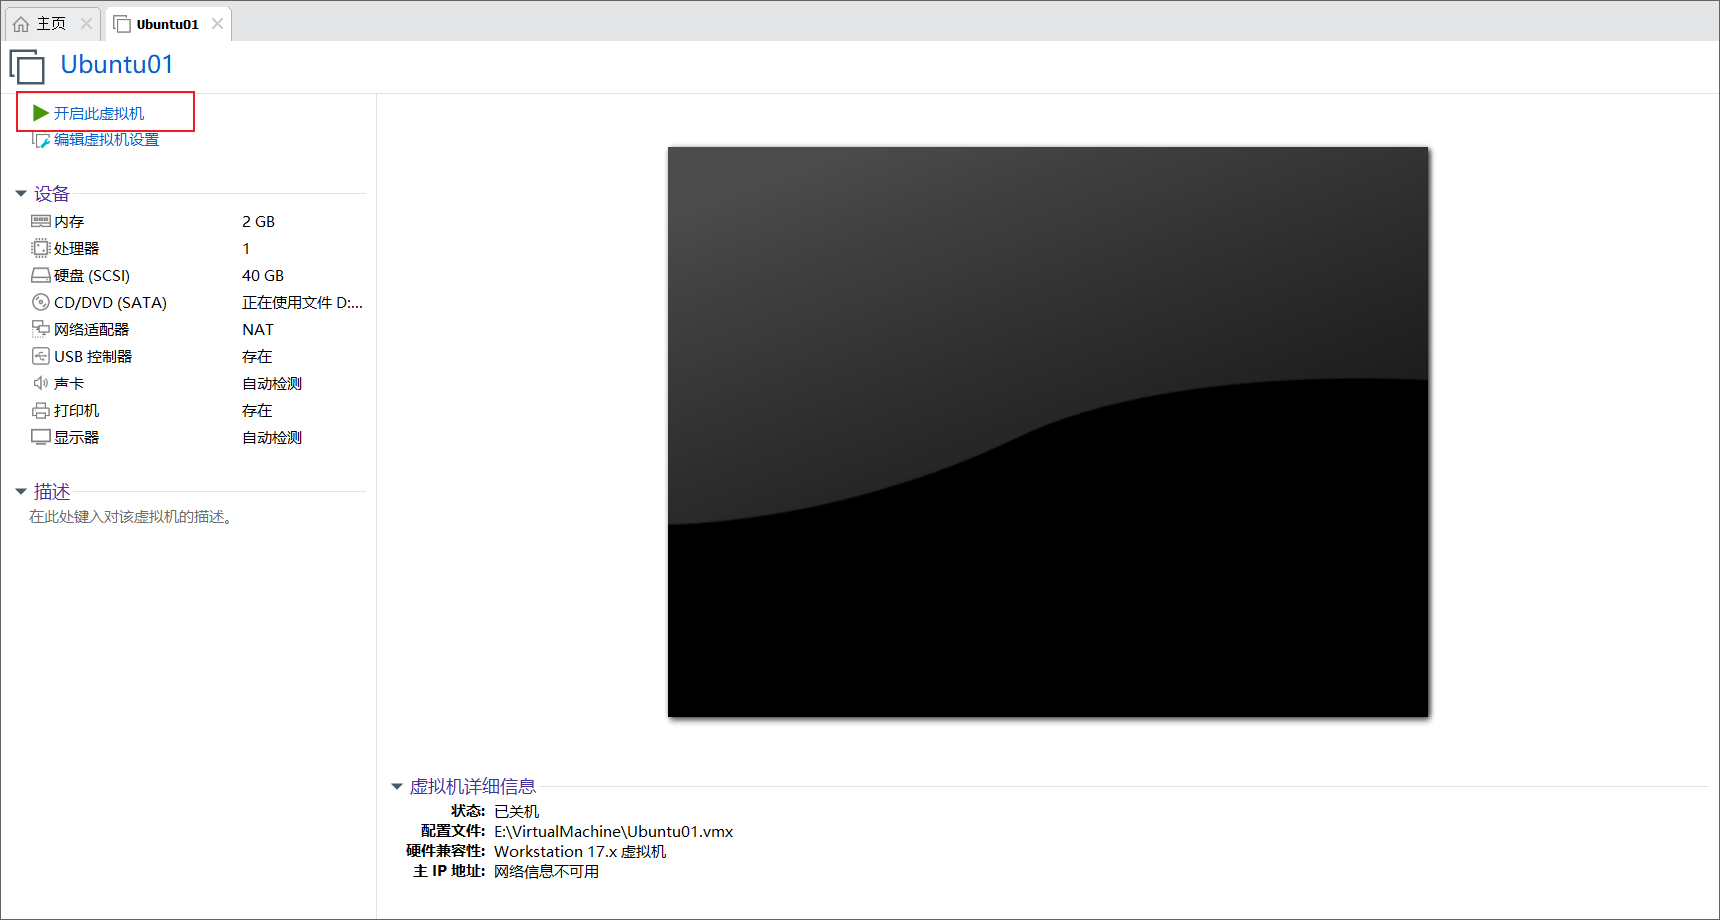 主页
Ubuntu01
Ubuntu01
开启此虚拟机
编辑虚拟机设置
设备
内存 2 GB
处理器 1
硬盘 (SCSI) 40 GB
CD/DVD (SATA) 正在使用文件 D:...
网络适配器 NAT
USB 控制器 存在
声卡 自动检测
打印机 存在
显示器 自动检测
描述
在此处键入对该虚拟机的描述。
虚拟机详细信息
状态: 已关机
配置文件: E:\VirtualMachine\Ubuntu01.vmx
硬件兼容性: Workstation 17.x 虚拟机
主 IP 地址: 网络信息不可用